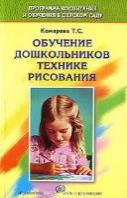 ПРОГРАММА ВОСПИТАНИЯ
И ОБУЧЕНИЯ В ДЕТСКОМ САДУ
Комарова Т.С.
ОБУЧЕНИЕ
ДОШКОЛЬНИКОВ
ТЕХНИКЕ
РИСОВАНИЯ